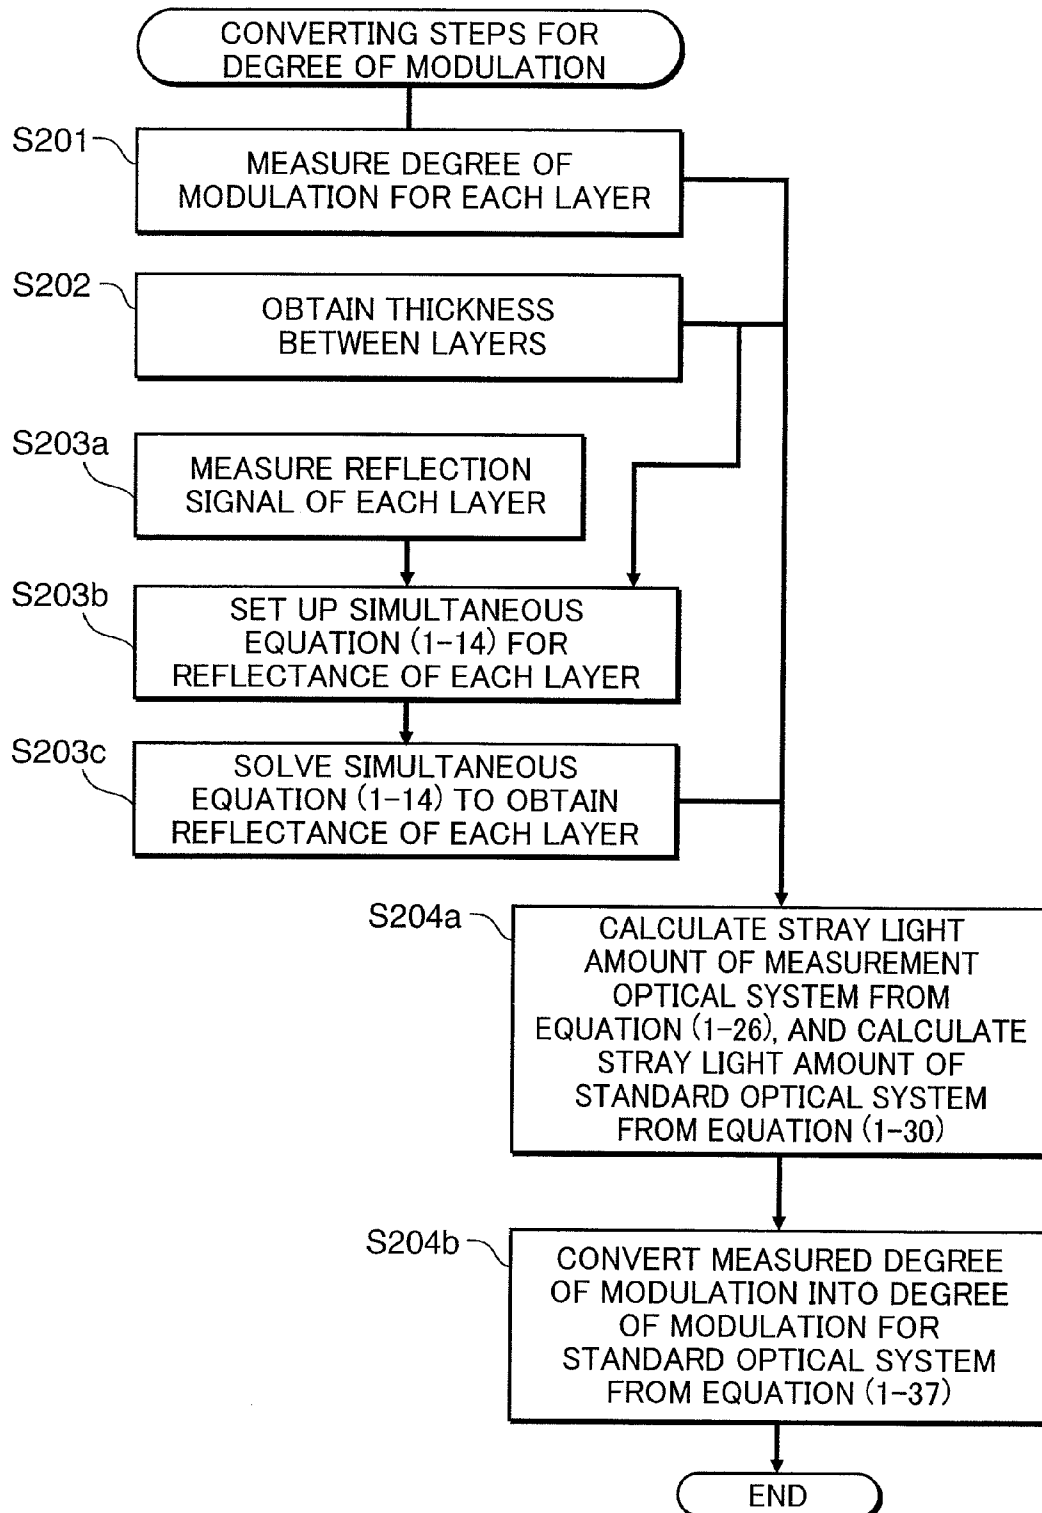 CONVERTING STEPS FOR
DEGREE OF MODULATION
S201
MEASURE DEGREE OF
MODULATION FOR EACH LAYER
S202
OBTAIN THICKNESS
BETWEEN LAYERS
S203a
MEASURE REFLECTION
SIGNAL OF EACH LAYER
S203b
SET UP SIMULTANEOUS
EQUATION (1-14) FOR
REFLECTANCE OF EACH LAYER
S203c
SOLVE SIMULTANEOUS
EQUATION (1-14) TO OBTAIN
REFLECTANCE OF EACH LAYER
S204a
CALCULATE STRAY LIGHT
AMOUNT OF MEASUREMENT
OPTICAL SYSTEM FROM
EQUATION (1-26), AND CALCULATE
STRAY LIGHT AMOUNT OF
STANDARD OPTICAL SYSTEM
FROM EQUATION (1-30)
S204b
CONVERT MEASURED DEGREE
OF MODULATION INTO DEGREE
OF MODULATION FOR
STANDARD OPTICAL SYSTEM
FROM EQUATION (1-37)
END